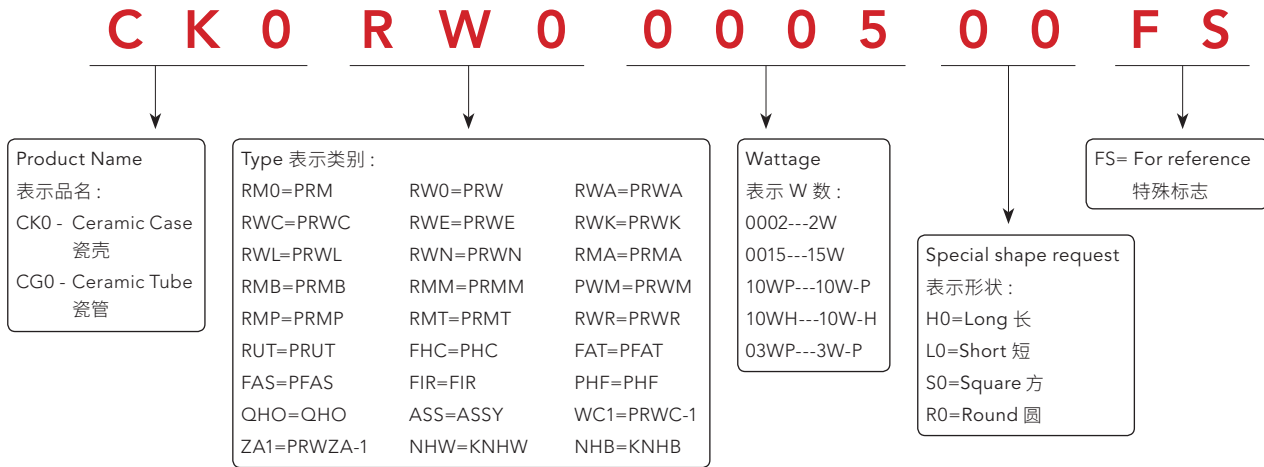 C K 0 R W 0 0 0 0 5 0 0 F S
Product Name
表示品名 :
CK0 - Ceramic Case
瓷壳
CG0 - Ceramic Tube
瓷管
Type 表示类别 :
RM0=PRM RW0=PRW RWA=PRWA
RWC=PRWC RWE=PRWE RWK=PRWK
RWL=PRWL RWN=PRWN RMA=PRMA
RMB=PRMB RMM=PRMM PWM=PRWM
RMP=PRMP RMT=PRMT RWR=PRWR
RUT=PRUT FHC=PHC FAT=PFAT
FAS=PFAS FIR=FIR PHF=PHF
QHO=QHO ASS=ASSY WC1=PRWC-1
ZA1=PRWZA-1 NHW=KNHW NHB=KNHB
Wattage
表示 W 数 :
0002---2W
0015---15W
10WP---10W-P
10WH---10W-H
03WP---3W-P
Special shape request
表示形状 :
H0=Long 长
L0=Short 短
S0=Square 方
R0=Round 圆
FS= For reference
特殊标志